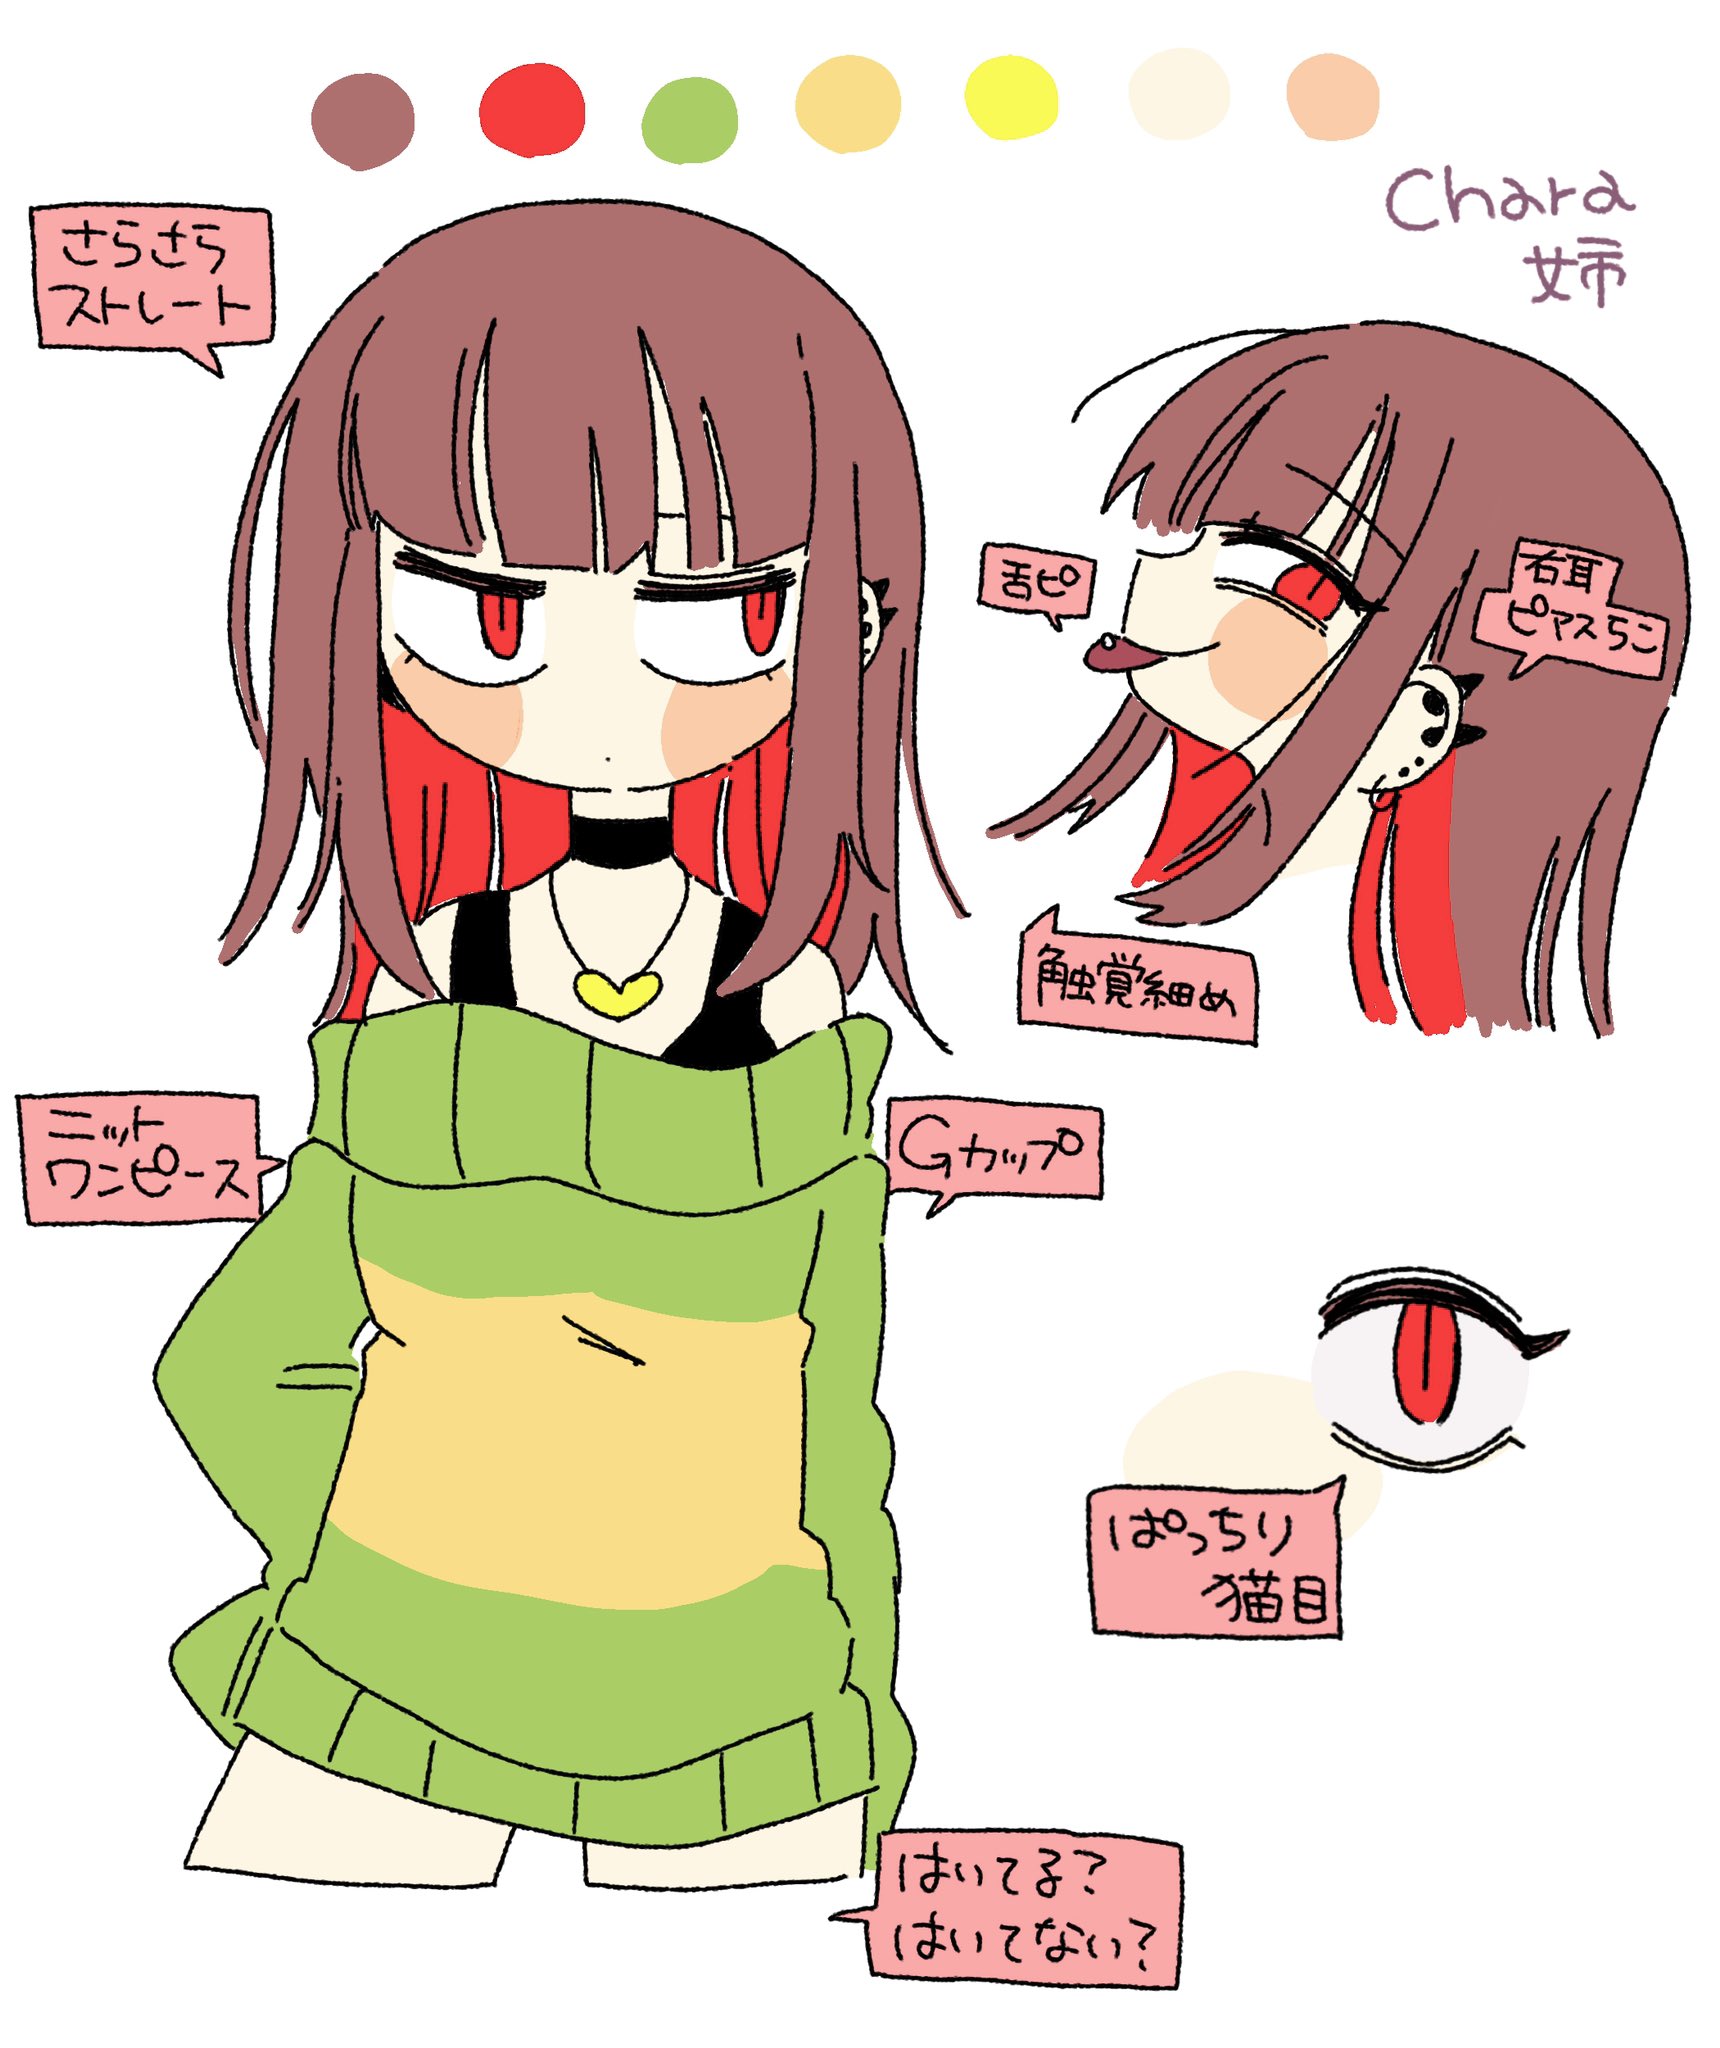 Chara
姉
さらさら
ストレート
舌ピ
右耳
ピアスらこ
触覚細め
ミット
ワンピース
Gカップ
ぱっちり
猫目
はいてる?
はいてない?